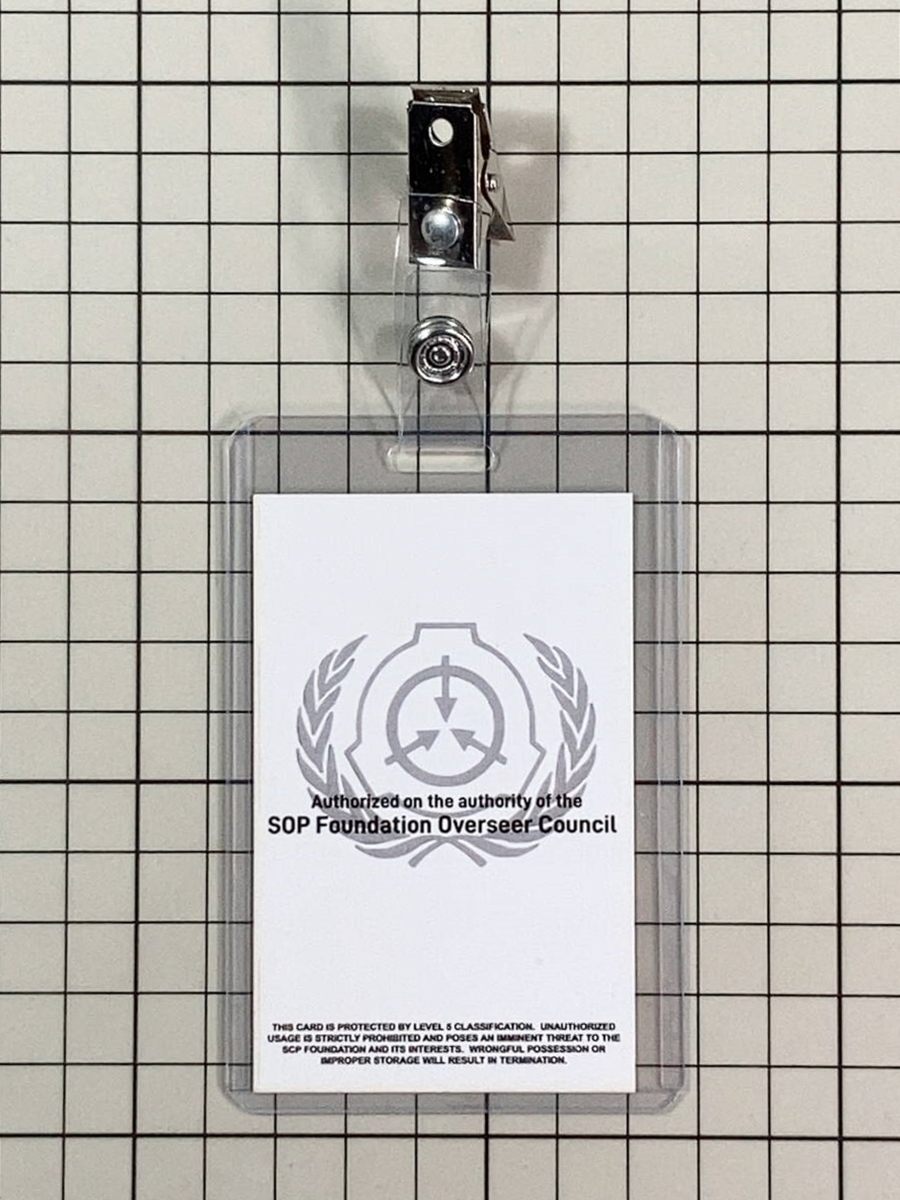 Authorized on the authority of the
SOP Foundation Overseer Council
THIS CARD IS PROTECTED BY LEVEL 5 CLASSIFICATION. UNAUTHORIZED
USAGE IS STRICTLY PROHIBITED AND POSES AN IMMINENT THREAT TO THE
SCP FOUNDATION AND ITS INTERESTS. WRONGFUL POSSESSION OR
IMPROPER STORAGE WILL RESULT IN TERMINATION.